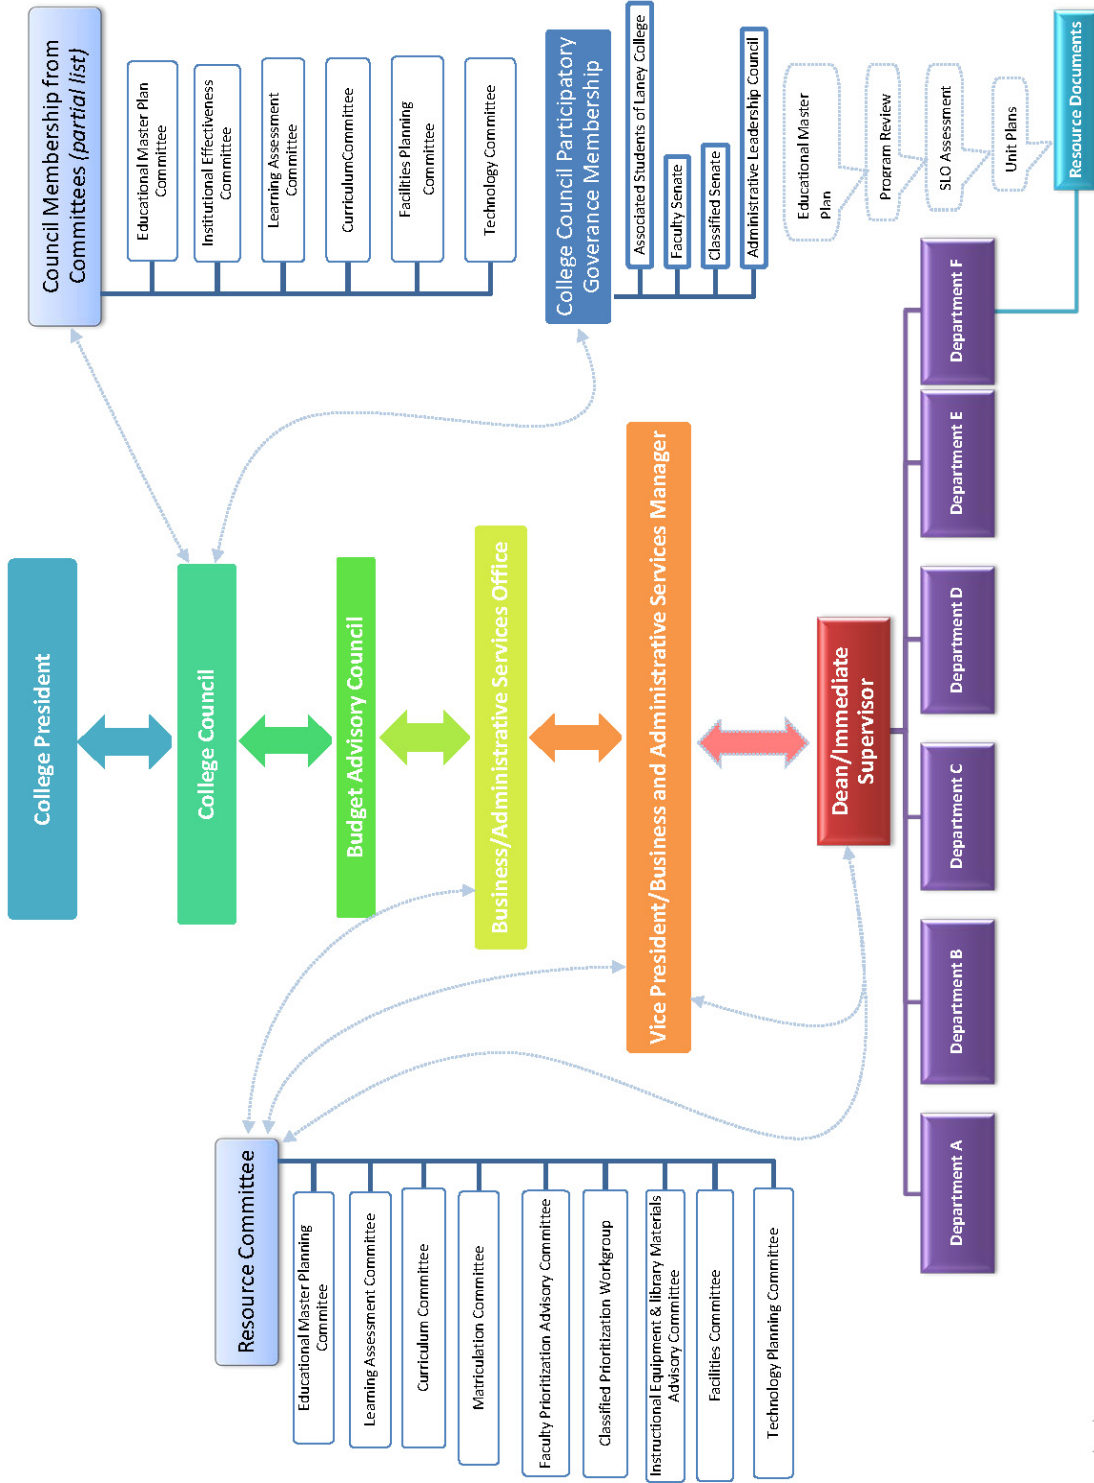 College President
College Council
Budget Advisory Council
Business/Administrative Services Office
Vice President/Business and Administrative Services Manager
Dean/Immediate
Supervisor
Department A
Department B
Department C
Department D
Department E
Department F
Resource Committee
Educational Master Planning
Commitee
Learning Assessment Committee
Curriculum Committee
Matriculation Committee
Faculty Prioritization Advisory Committee
Classified Prioritization Workgroup
Instructional Equipment & library Materials
Advisory Committee
Facilities Committee
Technology Planning Committee
Council Membership from
Committees (partial list)
Educational Master Plan
Committee
Institutional Effectiveness
Committee
Learning Assessment
Committee
CurriculumCommittee
Facilities Planning
Committee
Technology Committee
College Council Participatory
Goverance Membership
Associated Students of Laney College
Faculty Senate
Classified Senate
Administrative Leadership Council
Educational Master
Plan
Program Review
SLO Assessment
Unit Plans
Resource Documents